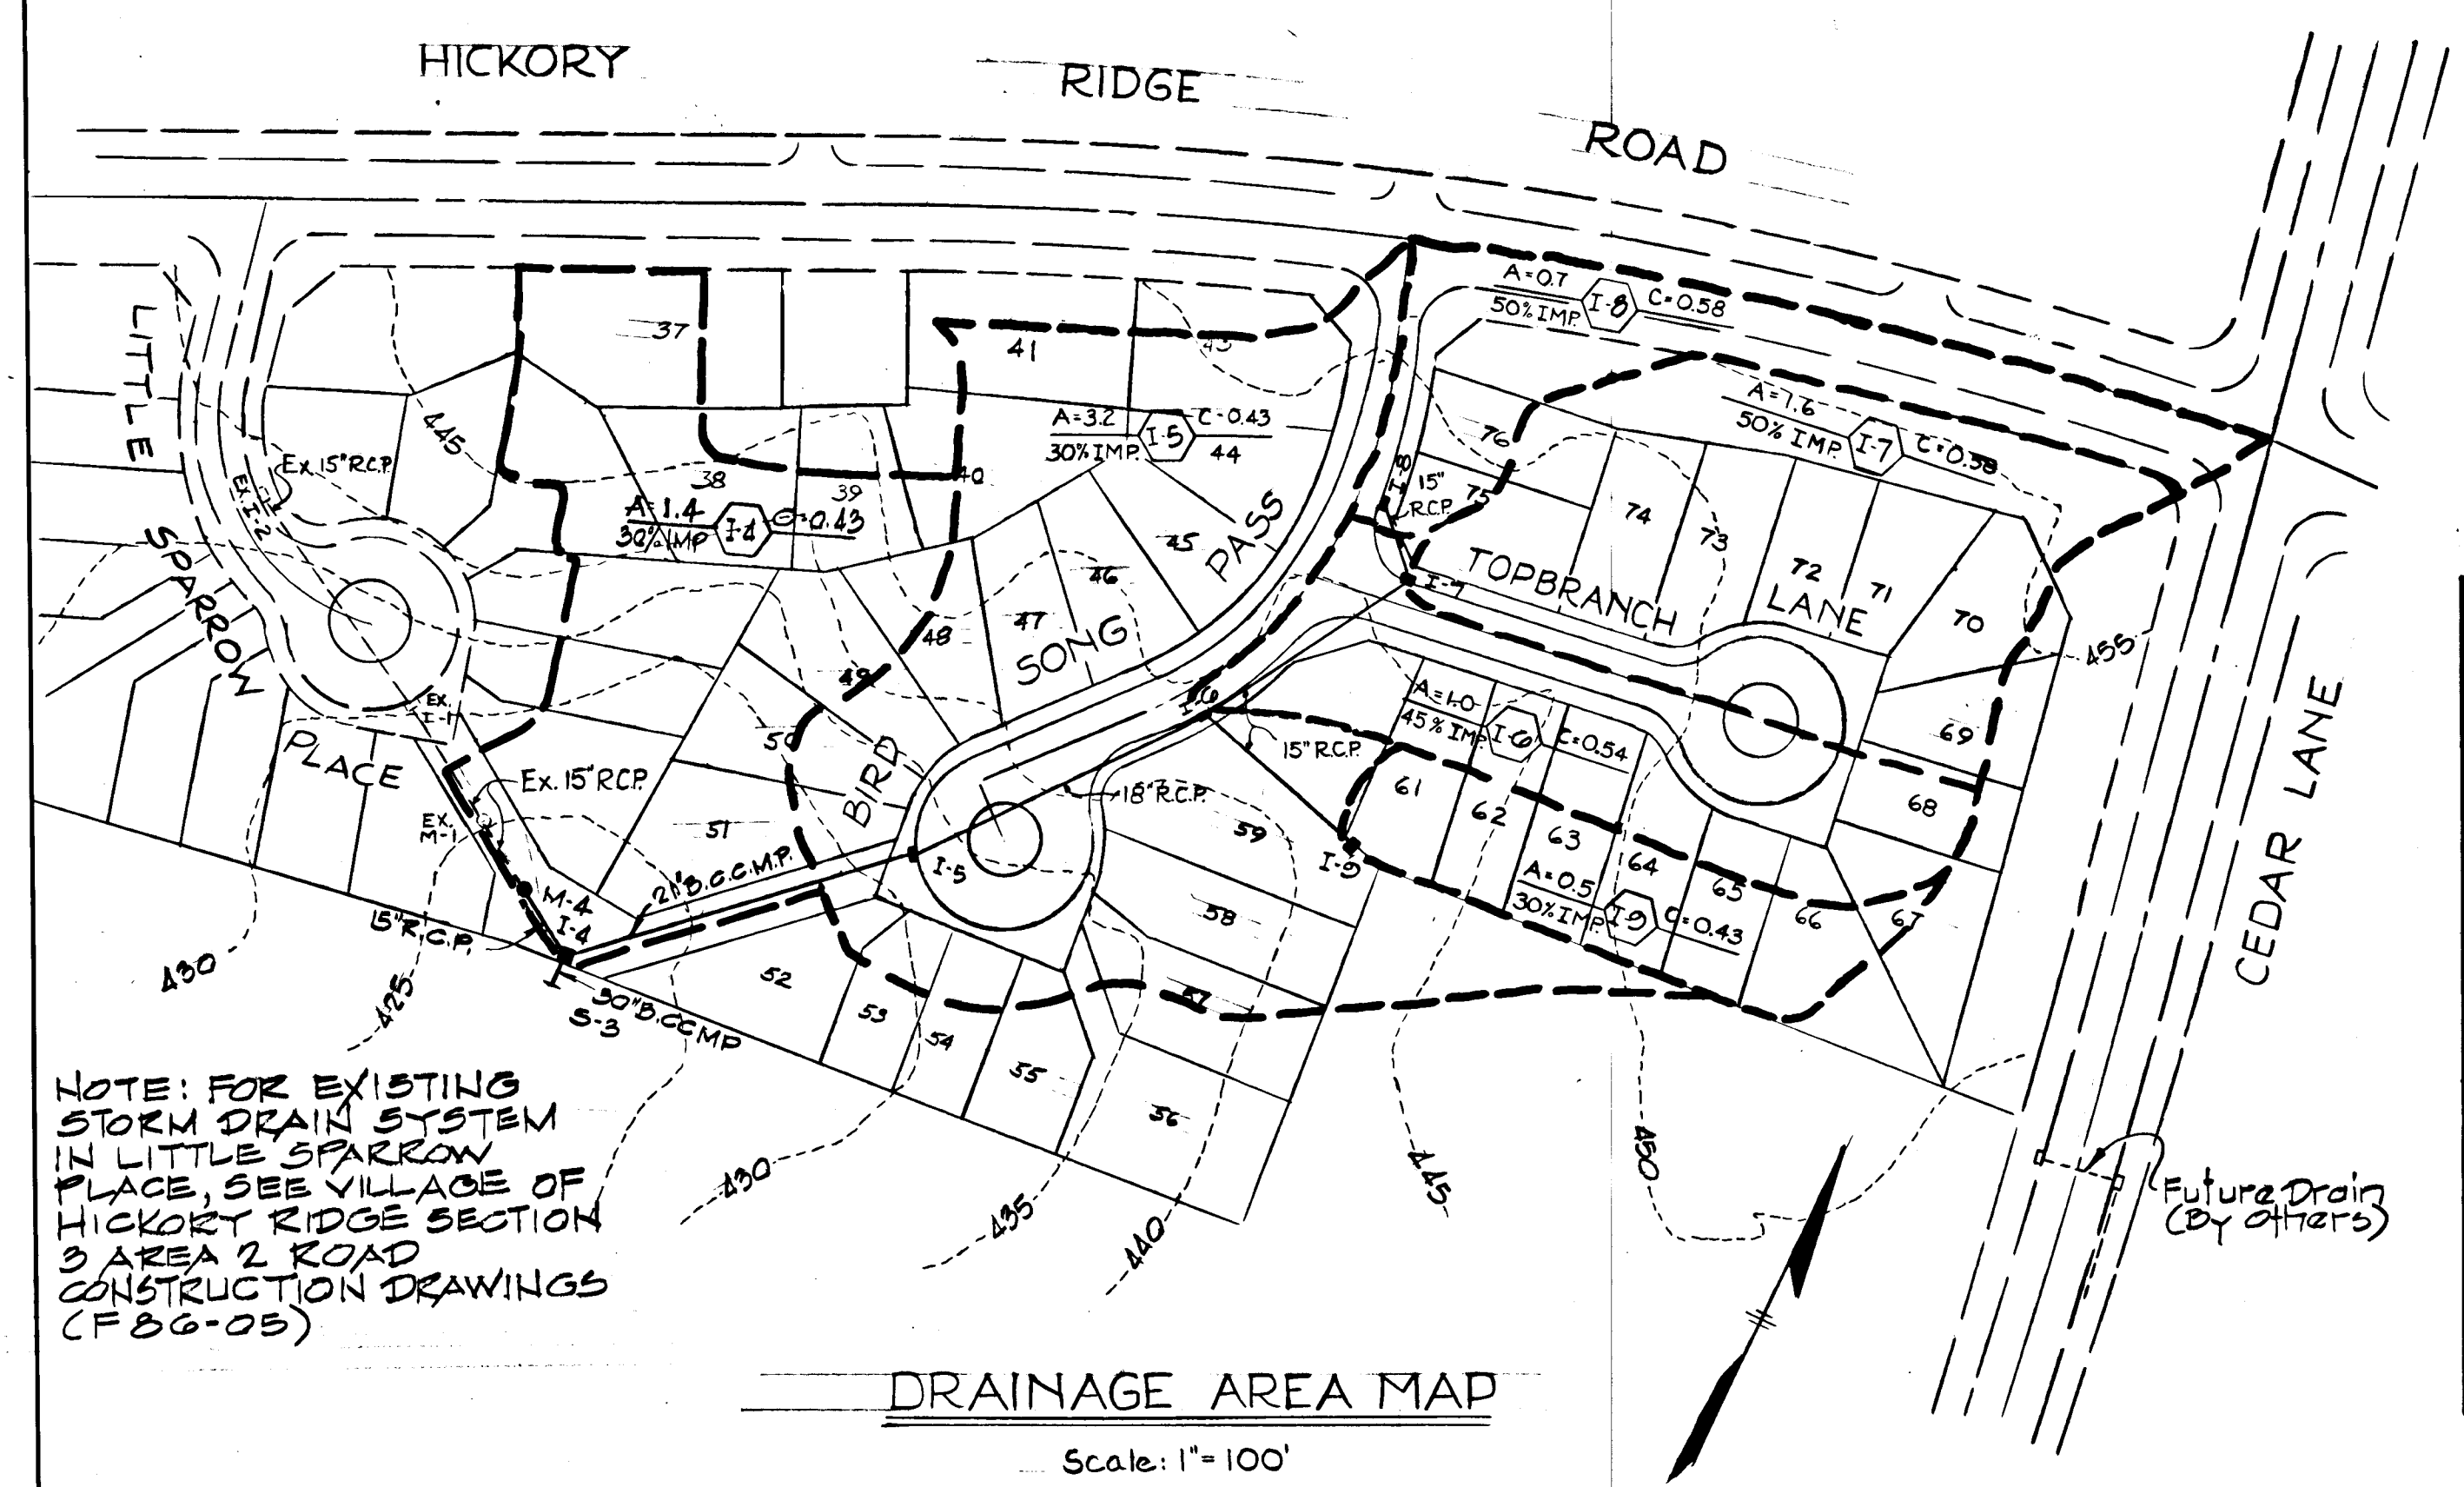 HICKORY RIDGE ROAD
A=0.7
50% IMP.
I-8
C=0.58
LITTLE SPARROW PLACE
37
41
43
A=3.2
30% IMP.
I-5
C=0.43
44
A=1.6
50% IMP.
I-7
C=0.58
445
Ex. 15" R.C.P.
EX. I-2
38
39
40
A=1.4
30% IMP
I-4
C=0.43
76
I-8
15"
R.C.P.
75
74
73
72
71
70
TOPBRANCH LANE
I-7
45
46
47
48
49
50
51
BIRD SONG PASS
455
EX.
I-1
I-6
A=1.0
45% IMP.
I-6
C=0.54
69
68
Ex. 15" R.C.P.
15" R.C.P.
18" R.C.P.
EX.
M-1
61
62
63
64
65
66
67
59
58
57
I-9
A=0.5
30% IMP.
I-9
C=0.43
CEDAR LANE
21" B.C.C.M.P.
I-5
M-4
I-4
15" R.C.P.
30" B.C.C.M.P
S-3
52
53
54
55
56
430
425
430
435
440
445
450
NOTE: FOR EXISTING
STORM DRAIN SYSTEM
IN LITTLE SPARROW
PLACE, SEE VILLAGE OF
HICKORY RIDGE SECTION
3 AREA 2 ROAD
CONSTRUCTION DRAWINGS
(F86-05)
Future Drain
(By Others)
DRAINAGE AREA MAP
Scale: 1"=100'